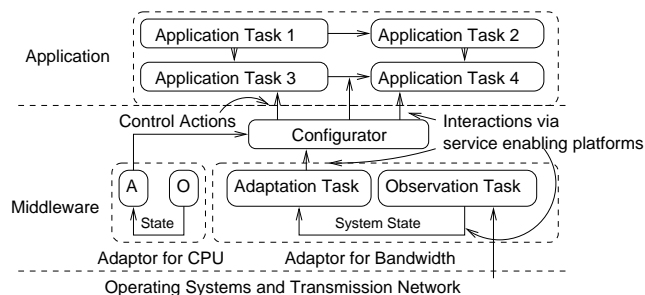 Application Task 1
Application Task 2
Application
Application Task 3
Application Task 4
Control Actions
Configurator
Interactions via
service enabling platforms
A
O
Adaptation Task
Observation Task
Middleware
State
System State
Adaptor for CPU
Adaptor for Bandwidth
Operating Systems and Transmission Network